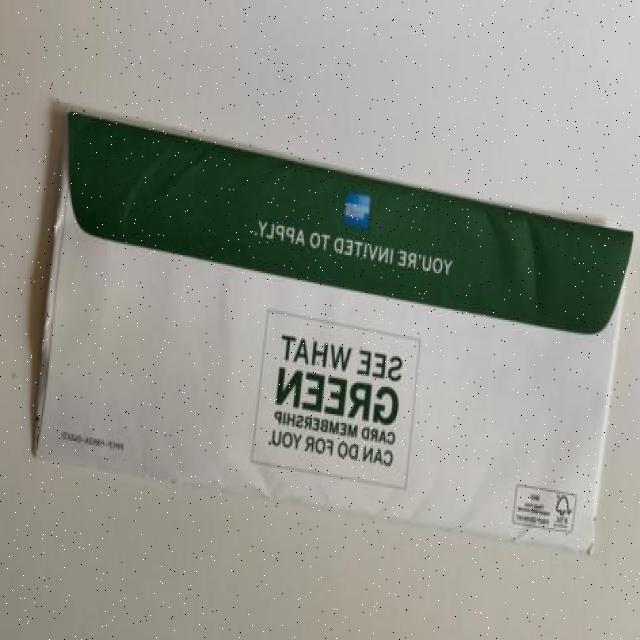 YOU'RE INVITED TO APPLY.
SEE WHAT
GREEN
CARD MEMBERSHIP
CAN DO FOR YOU.